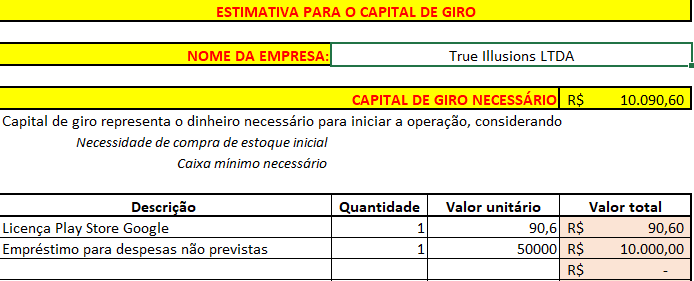 ESTIMATIVA PARA O CAPITAL DE GIRO
NOME DA EMPRESA: True Illusions LTDA
CAPITAL DE GIRO NECESSÁRIO R$ 10.090,60
Capital de giro representa o dinheiro necessário para iniciar a operação, considerando
Necessidade de compra de estoque inicial
Caixa mínimo necessário
Descrição Quantidade Valor unitário Valor total
Licença Play Store Google 1 90,6 R$ 90,60
Empréstimo para despesas não previstas 1 50000 R$ 10.000,00
R$ -